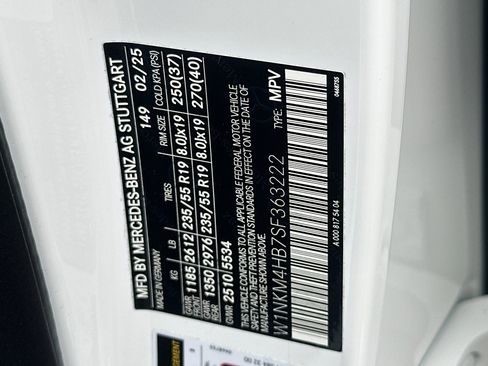 MFD BY MERCEDES-BENZ AG STUTTGART
MADE IN GERMANY 149 02/25
KG LB TIRES RIM SIZE COLD KPA (PSI)
GAWR FRONT 1185 2612 235/55 R19 8.0Jx19 250(37)
GAWR REAR 1350 2976 235/55 R19 8.0Jx19 270(40)
GVWR 2510/5534
THIS VEHICLE CONFORMS TO ALL APPLICABLE FEDERAL MOTOR VEHICLE
SAFETY AND THEFT PREVENTION STANDARDS IN EFFECT ON THE DATE
OF MANUFACTURE SHOWN ABOVE.
W1NKM4HB7SF363222 TYPE: MPV
A 000 817 54 04